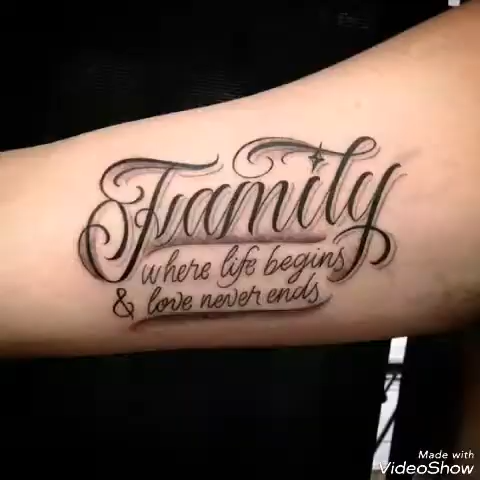 Family
where life begins
& love never ends
Made with
VideoShow